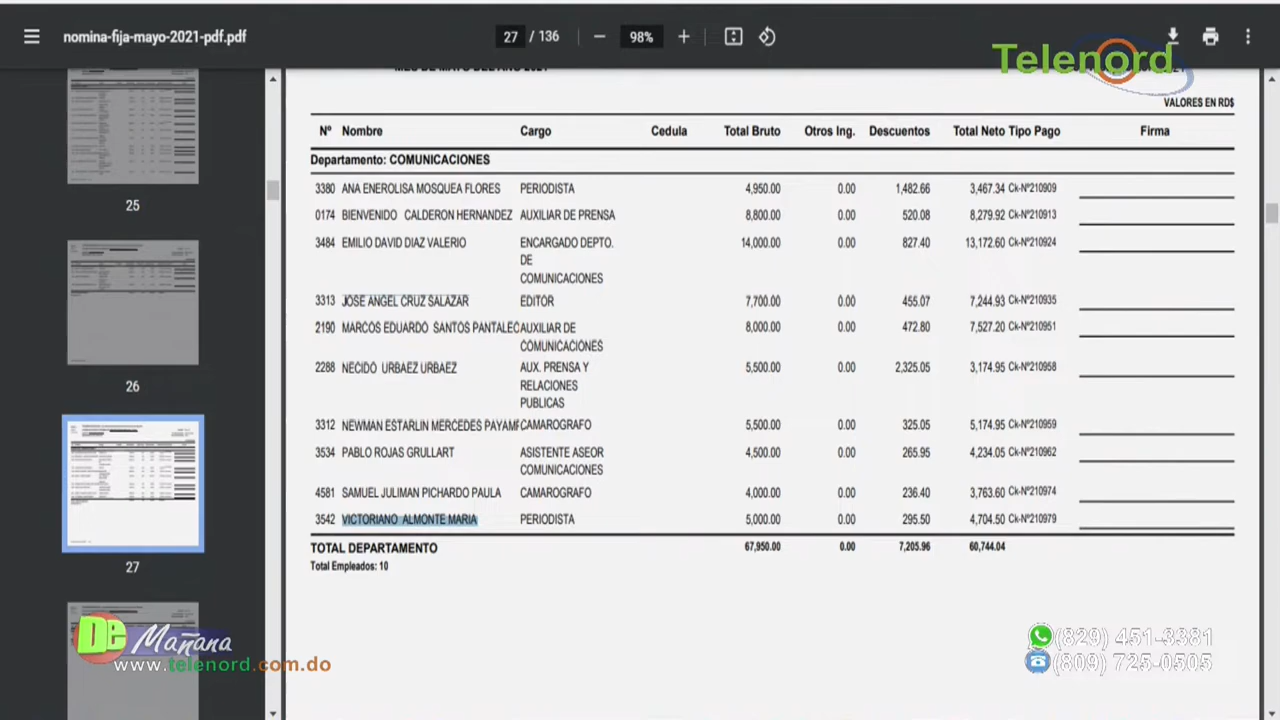 nomina-fija-mayo-2021-pdf.pdf 27 / 136 98%
Telenord
MES DE MAYO DEL AÑO 2021
VALORES EN RD$
Nº Nombre Cargo Cedula Total Bruto Otros Ing. Descuentos Total Neto Tipo Pago Firma
Departamento: COMUNICACIONES
3380 ANA ENEROLISA MOSQUEA FLORES PERIODISTA 4,950.00 0.00 1,482.66 3,467.34 Ck-Nº210909
0174 BIENVENIDO CALDERON HERNANDEZ AUXILIAR DE PRENSA 8,800.00 0.00 520.08 8,279.92 Ck-Nº210913
3484 EMILIO DAVID DIAZ VALERIO ENCARGADO DEPTO. 14,000.00 0.00 827.40 13,172.60 Ck-Nº210924
DE
COMUNICACIONES
3313 JOSE ANGEL CRUZ SALAZAR EDITOR 7,700.00 0.00 455.07 7,244.93 Ck-Nº210935
2190 MARCOS EDUARDO SANTOS PANTALEC AUXILIAR DE 8,000.00 0.00 472.80 7,527.20 Ck-Nº210951
COMUNICACIONES
2288 NECIDO URBAEZ URBAEZ AUX. PRENSA Y 5,500.00 0.00 2,325.05 3,174.95 Ck-Nº210958
RELACIONES
PUBLICAS
3312 NEWMAN ESTARLIN MERCEDES PAYAMF CAMAROGRAFO 5,500.00 0.00 325.05 5,174.95 Ck-Nº210959
3534 PABLO ROJAS GRULLART ASISTENTE ASEOR 4,500.00 0.00 265.95 4,234.05 Ck-Nº210962
COMUNICACIONES
4581 SAMUEL JULIMAN PICHARDO PAULA CAMAROGRAFO 4,000.00 0.00 236.40 3,763.60 Ck-Nº210974
3542 VICTORIANO ALMONTE MARIA PERIODISTA 5,000.00 0.00 295.50 4,704.50 Ck-Nº210979
TOTAL DEPARTAMENTO 67,950.00 0.00 7,205.96 60,744.04
Total Empleados: 10
25
26
27
De Mañana
www.telenord.com.do
(829) 451-3381
(809) 725-0505